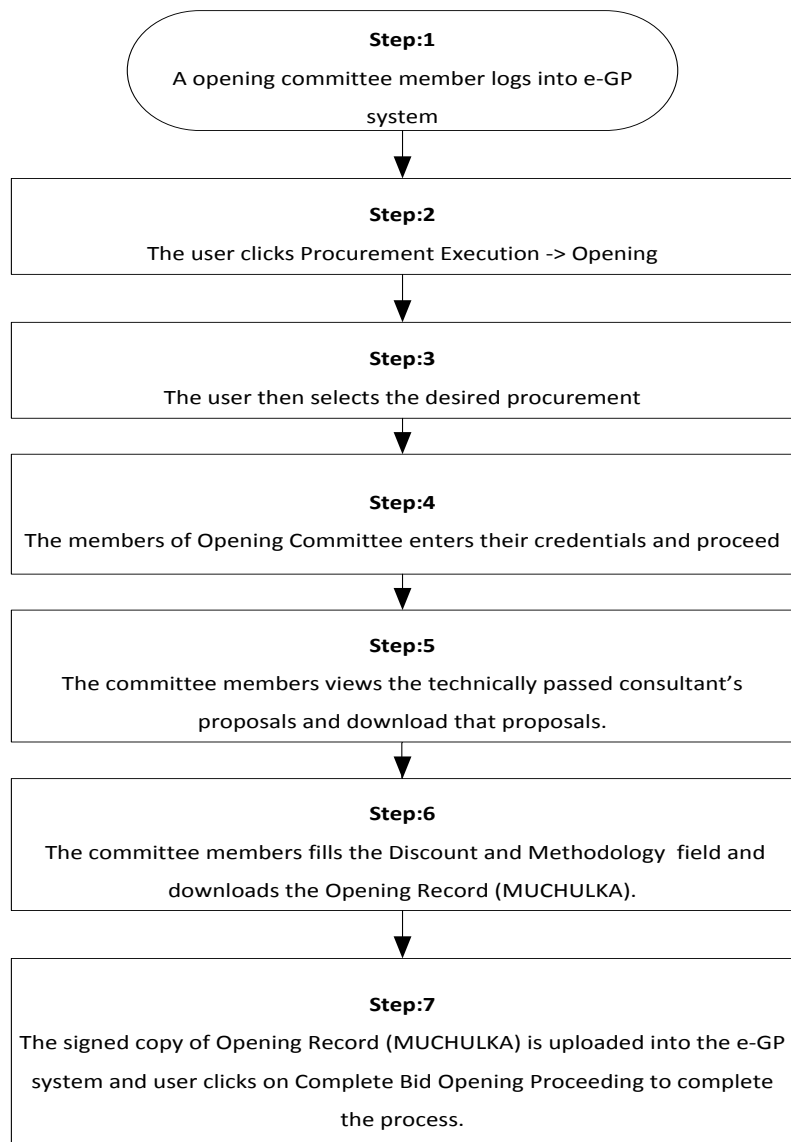 Step:1
A opening committee member logs into e-GP
system
Step:2
The user clicks Procurement Execution -> Opening
Step:3
The user then selects the desired procurement
Step:4
The members of Opening Committee enters their credentials and proceed
Step:5
The committee members views the technically passed consultant’s
proposals and download that proposals.
Step:6
The committee members fills the Discount and Methodology  field and
downloads the Opening Record (MUCHULKA).
Step:7
The signed copy of Opening Record (MUCHULKA) is uploaded into the e-GP
system and user clicks on Complete Bid Opening Proceeding to complete
the process.